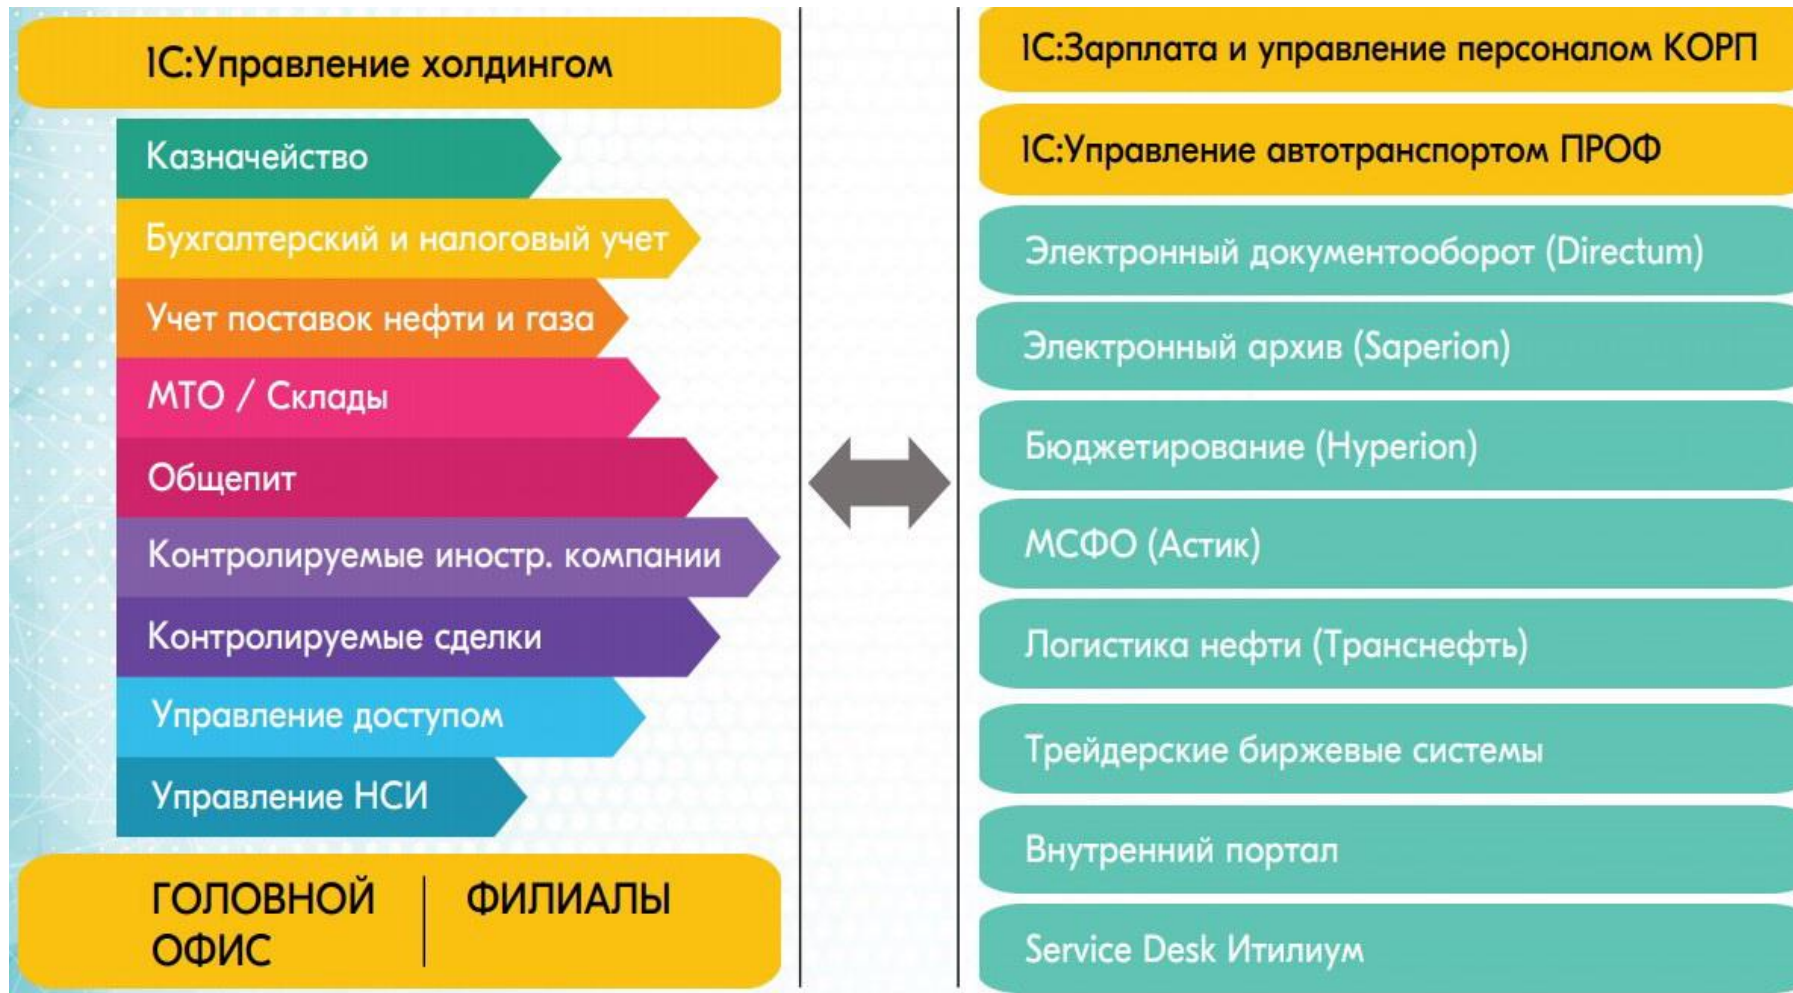 1С:Управление холдингом
Казначейство
Бухгалтерский и налоговый учет
Учет поставок нефти и газа
МТО / Склады
Общепит
Контролируемые иностр. компании
Контролируемые сделки
Управление доступом
Управление НСИ
ГОЛОВНОЙ
ОФИС
ФИЛИАЛЫ
1С:Зарплата и управление персоналом КОРП
1С:Управление автотранспортом ПРОФ
Электронный документооборот (Directum)
Электронный архив (Saperion)
Бюджетирование (Hyperion)
МСФО (Астик)
Логистика нефти (Транснефть)
Трейдерские биржевые системы
Внутренний портал
Service Desk Итилиум